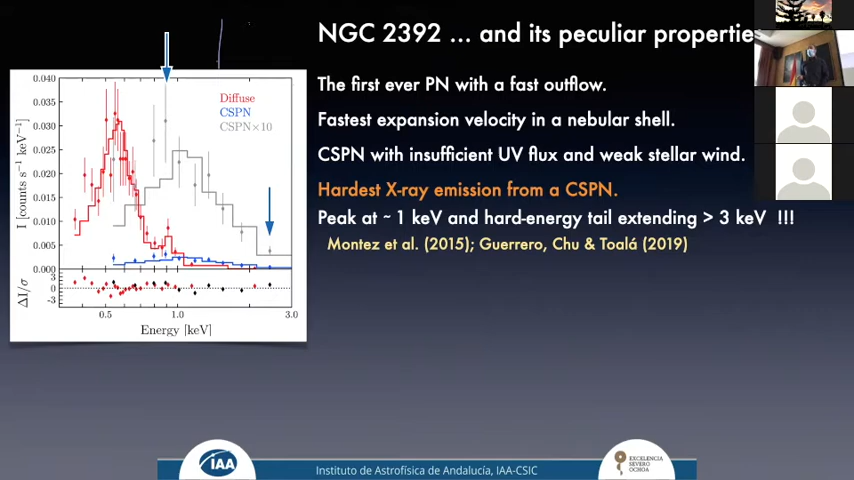 NGC 2392 ... and its peculiar propertie
The first ever PN with a fast outflow.
Fastest expansion velocity in a nebular shell.
CSPN with insufficient UV flux and weak stellar wind.
Hardest X-ray emission from a CSPN.
Peak at ~ 1 keV and hard-energy tail extending > 3 keV !!!
Montez et al. (2015); Guerrero, Chu & Toalá (2019)
Diffuse
CSPN
CSPN×10
I [counts s⁻¹ keV⁻¹]
0.040
0.035
0.030
0.025
0.020
0.015
0.010
0.005
0.000
ΔI/σ
3
0
-3
0.5 1.0 3.0
Energy [keV]
IAA
Instituto de Astrofísica de Andalucía, IAA-CSIC
EXCELENCIA
SEVERO
OCHOA